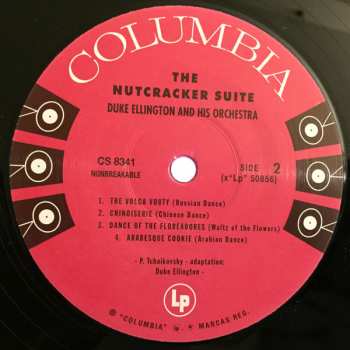 COLUMBIA
THE
NUTCRACKER SUITE
DUKE ELLINGTON AND HIS ORCHESTRA
CS 8341
NONBREAKABLE
SIDE 2
(x"Lp" 50856)
1. THE VOLGA VOUTY (Russian Dance)
2. CHINOISERIE (Chinese Dance)
3. DANCE OF THE FLOREADORES (Waltz of the Flowers)
4. ARABESQUE COOKIE (Arabian Dance)
- P. Tchaikovsky - adaptation:
Duke Ellington -
Lp
® "COLUMBIA" MARCAS REG.